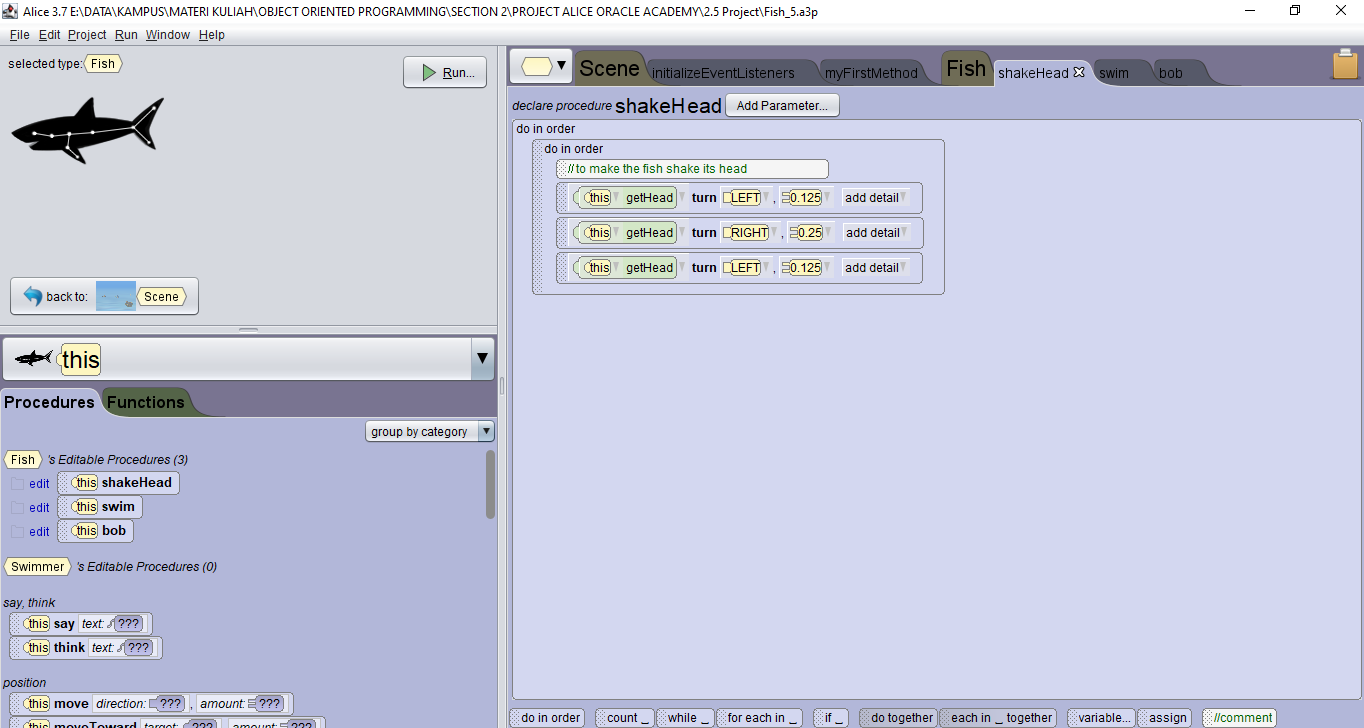 Alice 3.7 E:\DATA\KAMPUS\MATERI KULIAH\OBJECT ORIENTED PROGRAMMING\SECTION 2\PROJECT ALICE ORACLE ACADEMY\2.5 Project\Fish_5.a3p
File Edit Project Run Window Help
selected type: Fish
Run...
back to: Scene
this
Procedures Functions
group by category
Fish 's Editable Procedures (3)
edit this shakeHead
edit this swim
edit this bob
Swimmer 's Editable Procedures (0)
say, think
this say text: ???
this think text: ???
position
this move direction: ??? , amount: ???
this moveToward target: ??? , amount: ???
Scene initializeEventListeners myFirstMethod Fish shakeHead swim bob
declare procedure shakeHead Add Parameter...
do in order
do in order
//to make the fish shake its head
this getHead turn LEFT , 0.125 add detail
this getHead turn RIGHT , 0.25 add detail
this getHead turn LEFT , 0.125 add detail
do in order count _ while _ for each in _ if _ do together each in _ together variable... assign //comment